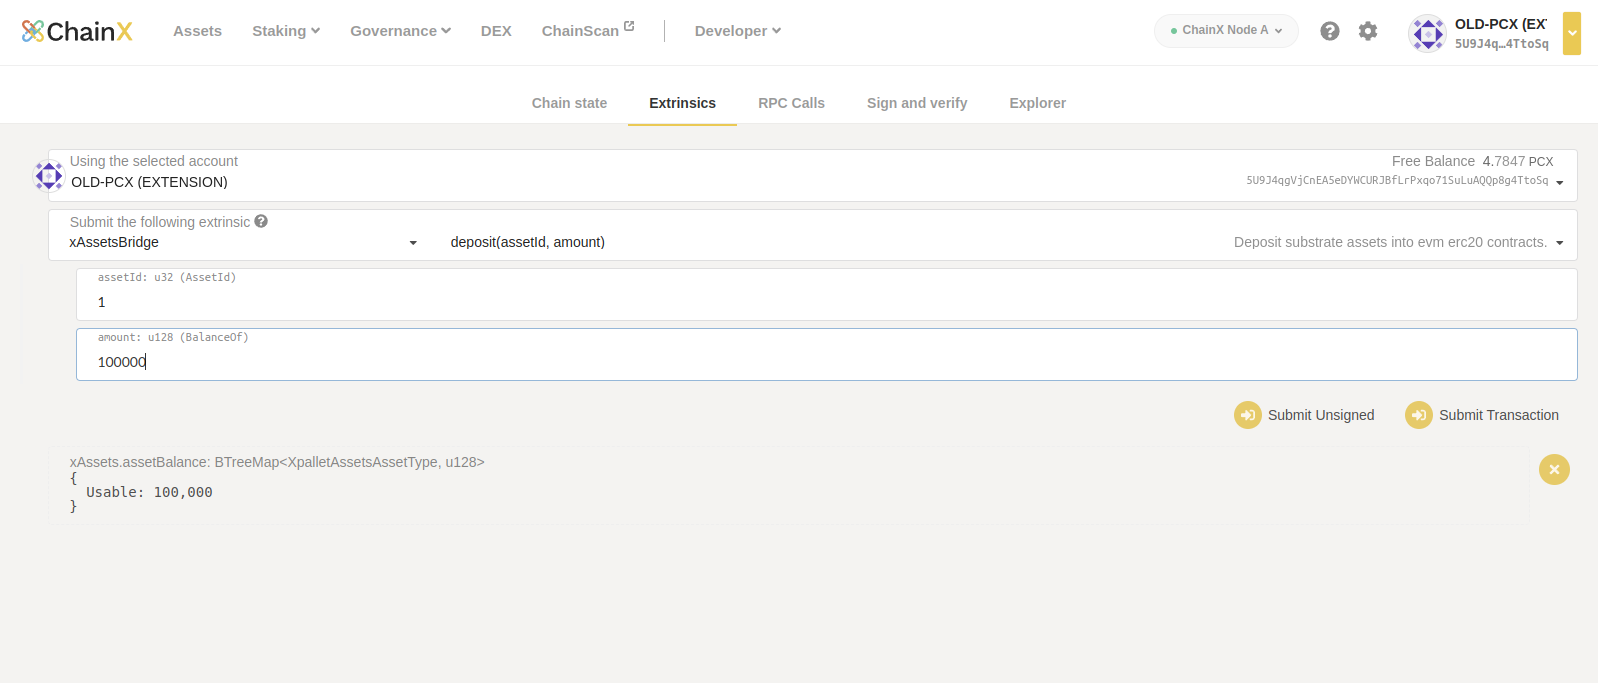 ChainX Assets Staking Governance DEX ChainScan Developer ChainX Node A OLD-PCX (EXT
5U9J4q…4TtoSq
Chain state Extrinsics RPC Calls Sign and verify Explorer
Using the selected account Free Balance 4.7847 PCX
OLD-PCX (EXTENSION) 5U9J4qgVjCnEA5eDYWCURJBfLrPxqo71SuLuAQQp8g4TtoSq
Submit the following extrinsic
xAssetsBridge deposit(assetId, amount) Deposit substrate assets into evm erc20 contracts.
assetId: u32 (AssetId)
1
amount: u128 (BalanceOf)
100000
Submit Unsigned Submit Transaction
xAssets.assetBalance: BTreeMap<XpalletAssetsAssetType, u128>
{
Usable: 100,000
}